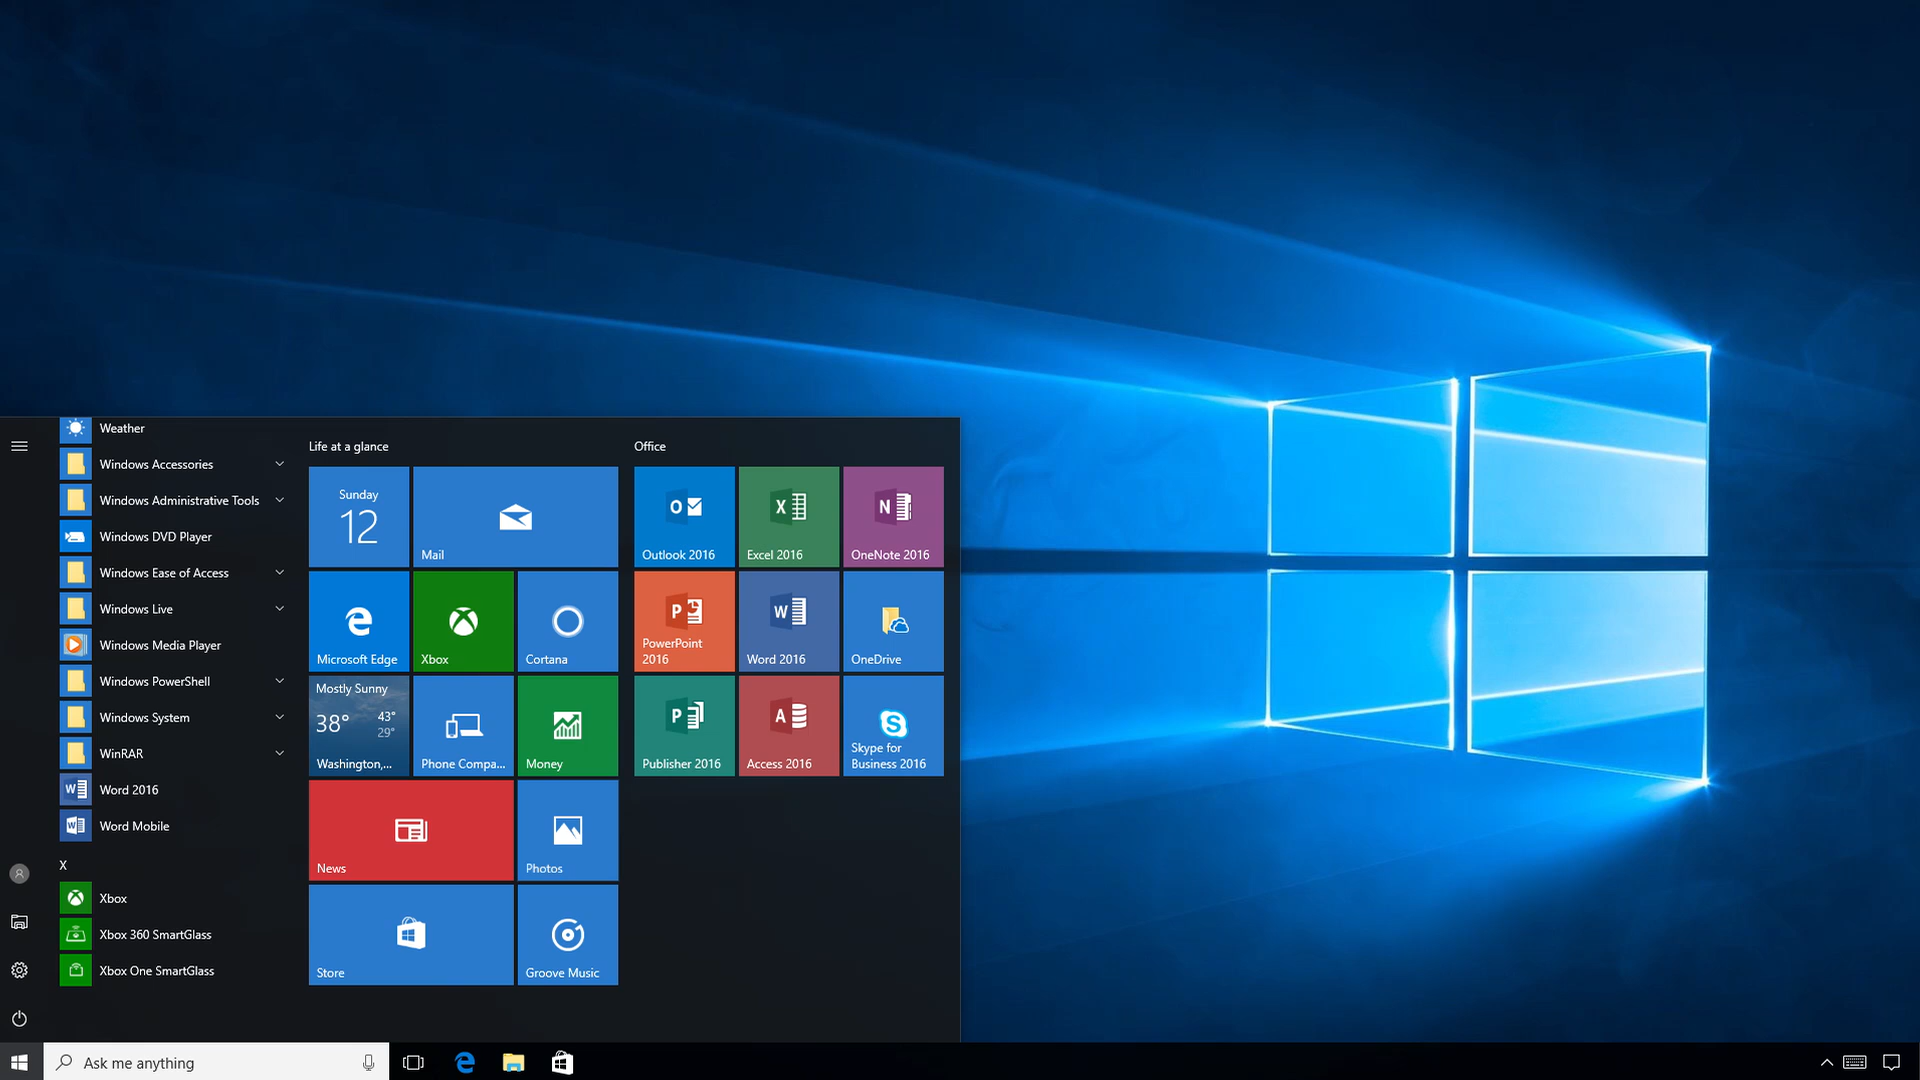 Weather
Windows Accessories
Windows Administrative Tools
Windows DVD Player
Windows Ease of Access
Windows Live
Windows Media Player
Windows PowerShell
Windows System
WinRAR
Word 2016
Word Mobile
X
Xbox
Xbox 360 SmartGlass
Xbox One SmartGlass
Life at a glance
Sunday
12
Mail
Microsoft Edge
Xbox
Cortana
Mostly Sunny
38°
43°
29°
Washington,...
Phone Compa...
Money
News
Photos
Store
Groove Music
Office
Outlook 2016
Excel 2016
OneNote 2016
PowerPoint
2016
Word 2016
OneDrive
Publisher 2016
Access 2016
Skype for
Business 2016
Ask me anything